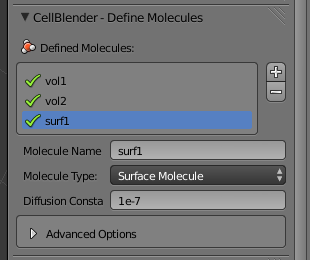 CellBlender - Define Molecules
Defined Molecules:
vol1
vol2
surf1
Molecule Name surf1
Molecule Type: Surface Molecule
Diffusion Consta 1e-7
Advanced Options